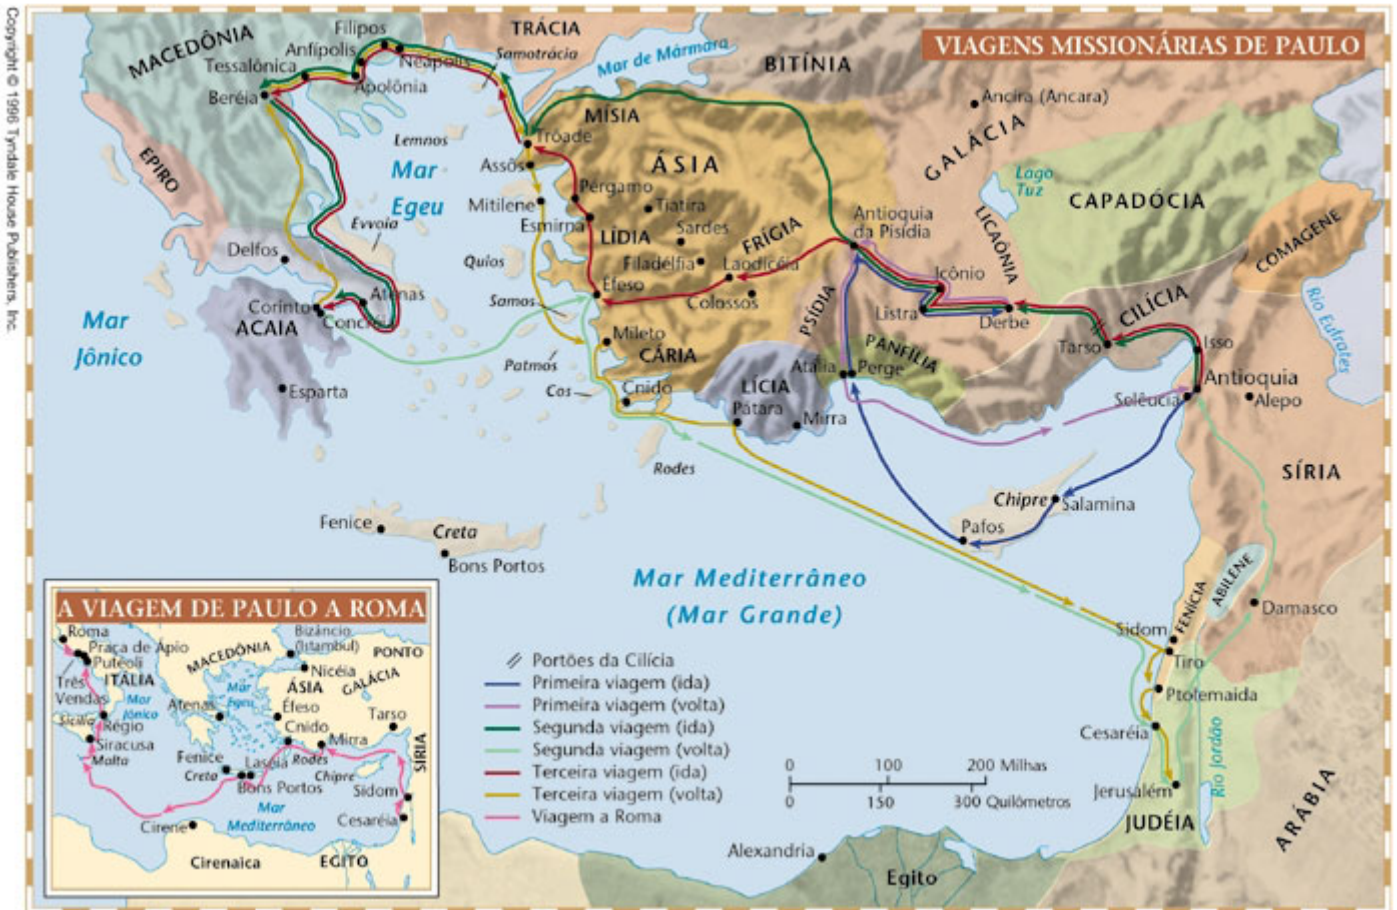 Copyright © 1996 Tyndale House Publishers, Inc.
VIAGENS MISSIONÁRIAS DE PAULO
MACEDÔNIA
Filipos
Anfípolis
Tessalônica
Neápolis
Apolônia
Beréia
TRÁCIA
Samotrácia
Mar de Mármara
BITÍNIA
Ancira (Ancara)
GALÁCIA
Lago
Tuz
CAPADÓCIA
COMAGENE
LICAÔNIA
EPIRO
Lemnos
Mar
Egeu
MÍSIA
Trôade
ÁSIA
Assôs
Pérgamo
Mitilene
Tiatira
Esmirna
Sardes
LÍDIA
FRÍGIA
Filadélfia
Laodicéia
Antioquia
da Pisídia
Icônio
Evvoia
Delfos
Quios
Éfeso
Colossos
PSÍDIA
Listra
Derbe
CILÍCIA
Rio Eufrates
Mar
Jônico
Corinto
Atenas
ACAIA
Concréia
Samos
Mileto
Patmós
CÁRIA
PANFÍLIA
Tarso
Isso
Esparta
Cos
Cnido
LÍCIA
Atália
Perge
Antioquia
Selêucia
Alepo
Pátara
Mirra
Rodes
SÍRIA
Chipre
Salamina
Pafos
Fenice
Creta
Bons Portos
Mar Mediterrâneo
(Mar Grande)
FENÍCIA
ABILENE
Damasco
Sidom
Tiro
Ptolemaida
Cesaréia
Rio Jordão
Jerusalém
JUDÉIA
ARÁBIA
Alexandria
Egito
Portões da Cilícia
Primeira viagem (ida)
Primeira viagem (volta)
Segunda viagem (ida)
Segunda viagem (volta)
Terceira viagem (ida)
Terceira viagem (volta)
Viagem a Roma
0 100 200 Milhas
0 150 300 Quilômetros
A VIAGEM DE PAULO A ROMA
Roma
Praça de Ápio
Putéoli
ITÁLIA
Três
Vendas
Mar
Jônico
Sicília
Régio
Siracusa
Malta
MACEDÔNIA
Bizâncio
(Istambul)
PONTO
Nicéia
Mar
Egeu
ÁSIA
GALÁCIA
Atenas
Éfeso
Tarso
Cnido
Mirra
SÍRIA
Fenice
Laséia
Rodes
Creta
Chipre
Bons Portos
Sidom
Mar
Mediterrâneo
Cesaréia
Cirene
Cirenaica
EGITO